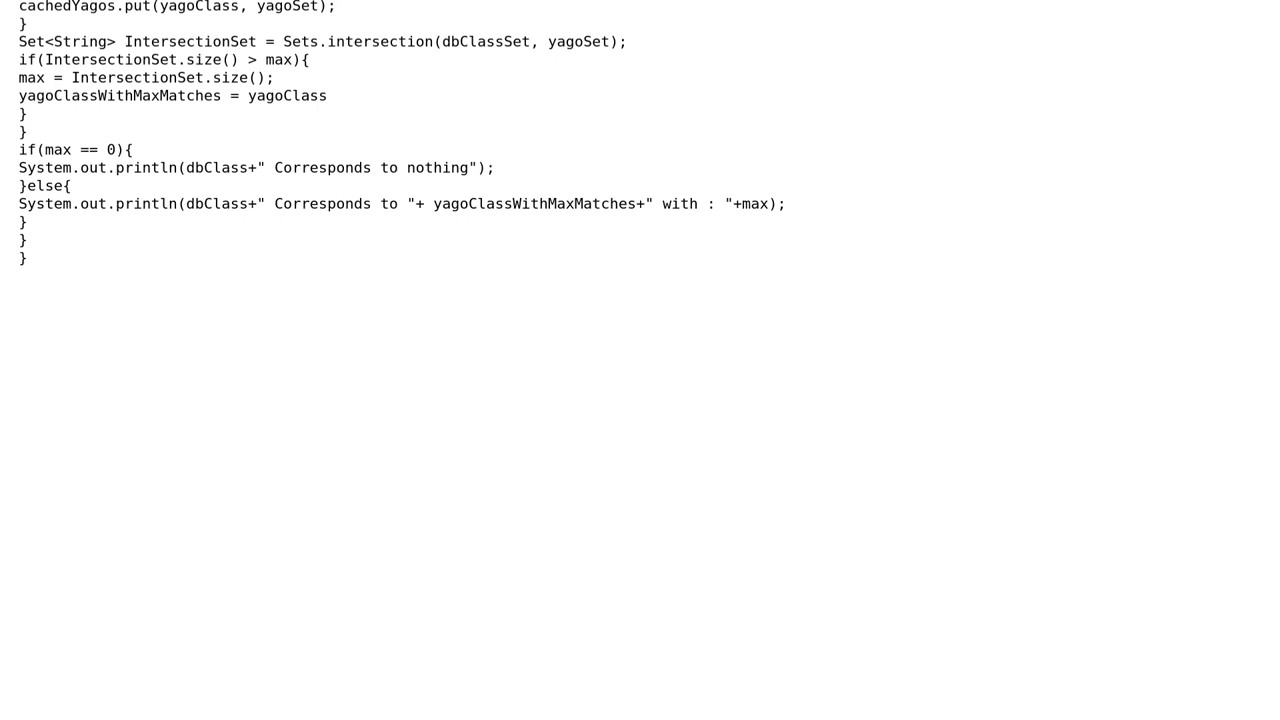 cachedYagos.put(yagoClass, yagoSet);
}
Set<String> IntersectionSet = Sets.intersection(dbClassSet, yagoSet);
if(IntersectionSet.size() > max){
max = IntersectionSet.size();
yagoClassWithMaxMatches = yagoClass
}
}
if(max == 0){
System.out.println(dbClass+" Corresponds to nothing");
}else{
System.out.println(dbClass+" Corresponds to "+ yagoClassWithMaxMatches+" with : "+max);
}
}
}